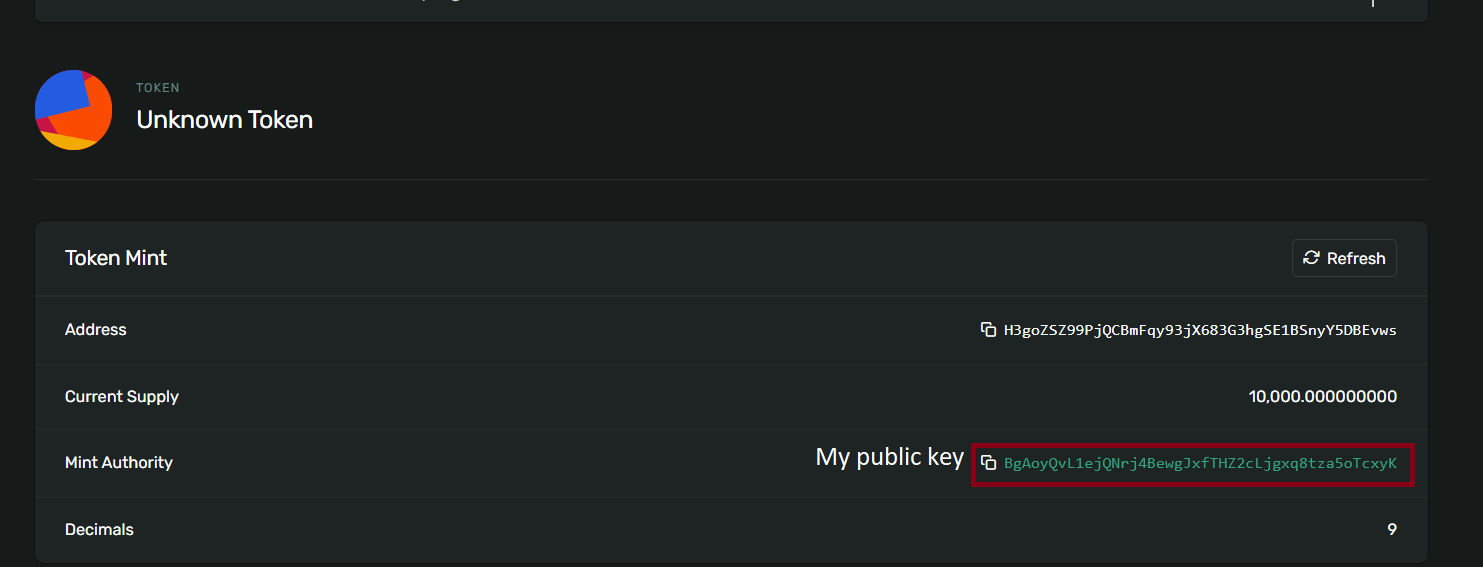 TOKEN
Unknown Token
Token Mint
Refresh
Address
H3goZSZ99PjQCBmFqy93jX683G3hgSE1BSnyY5DBEvws
Current Supply
10,000.000000000
Mint Authority
My public key
BgAoyQvL1ejQNrj4BewgJxfTHZ2cLjgxq8tza5oTcxyK
Decimals
9